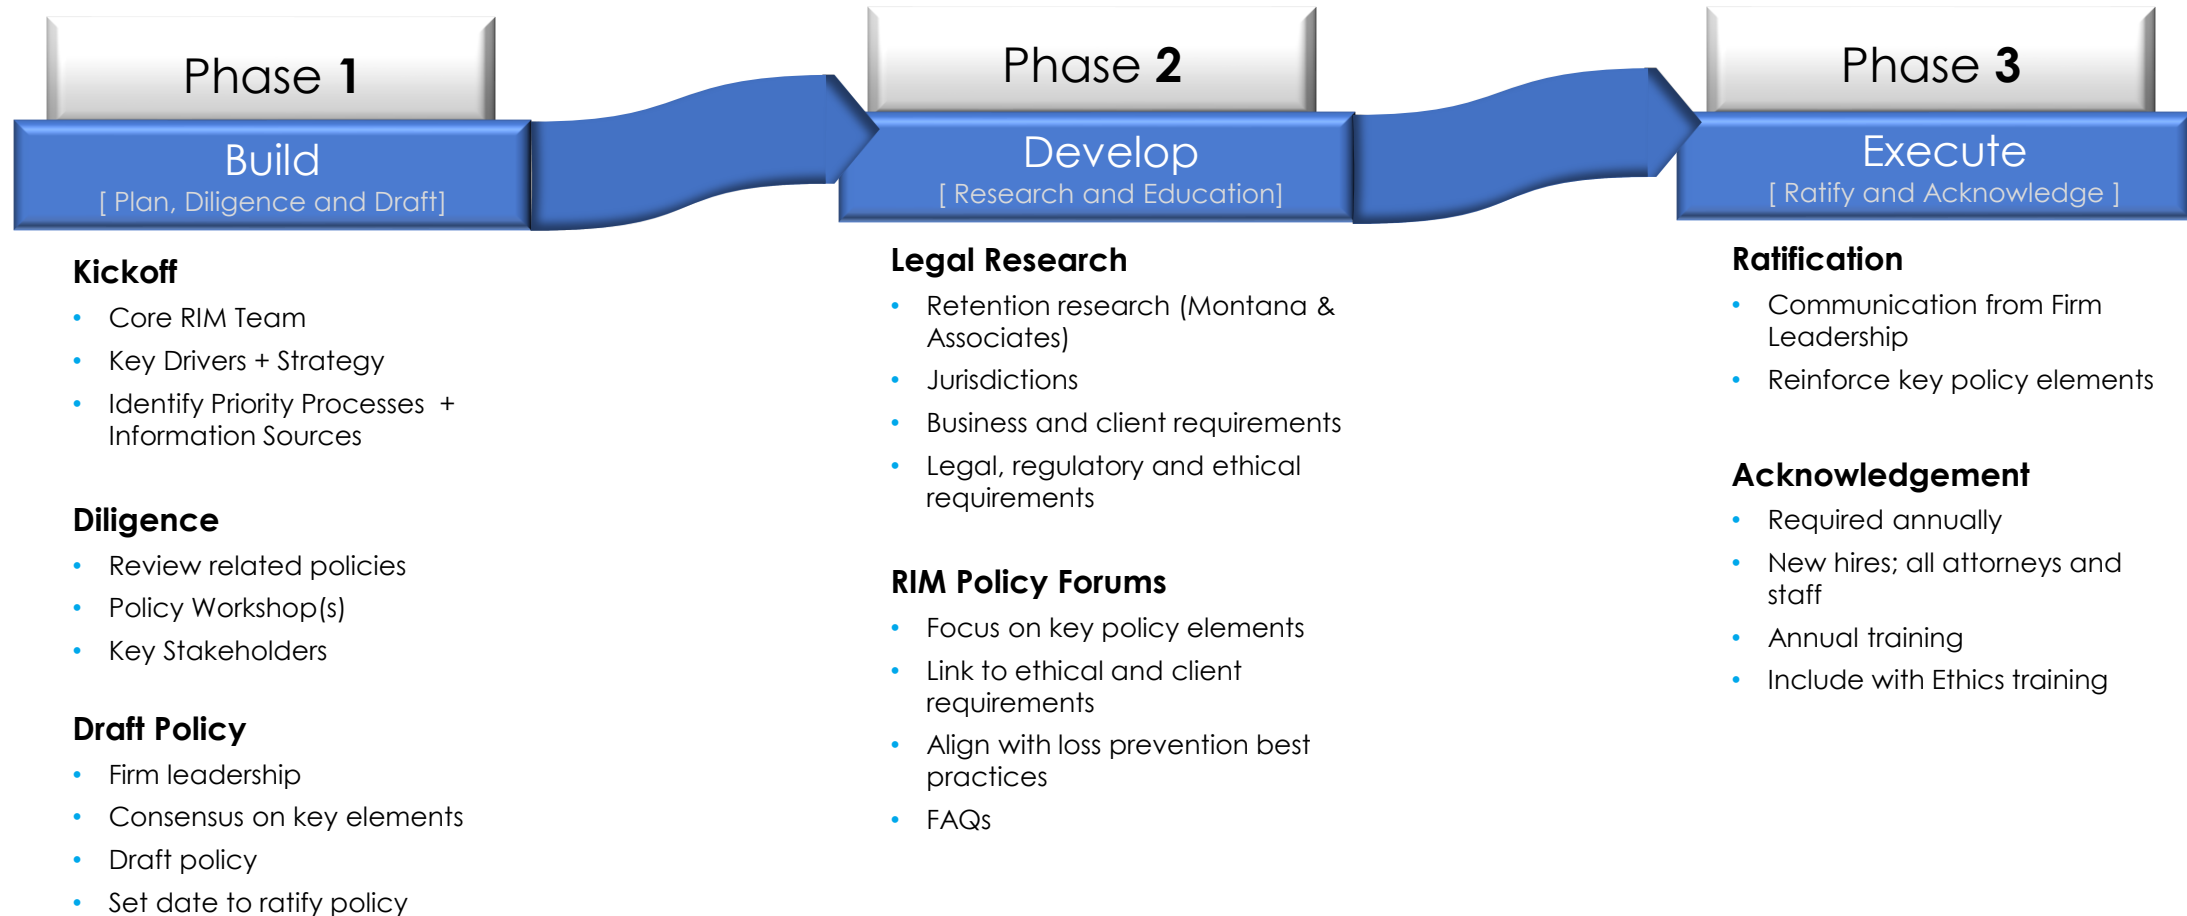 Phase 1
Build
[ Plan, Diligence and Draft]
Kickoff
• Core RIM Team
• Key Drivers + Strategy
• Identify Priority Processes +
Information Sources
Diligence
• Review related policies
• Policy Workshop(s)
• Key Stakeholders
Draft Policy
• Firm leadership
• Consensus on key elements
• Draft policy
• Set date to ratify policy
Phase 2
Develop
[ Research and Education]
Legal Research
• Retention research (Montana &
Associates)
• Jurisdictions
• Business and client requirements
• Legal, regulatory and ethical
requirements
RIM Policy Forums
• Focus on key policy elements
• Link to ethical and client
requirements
• Align with loss prevention best
practices
• FAQs
Phase 3
Execute
[ Ratify and Acknowledge ]
Ratification
• Communication from Firm
Leadership
• Reinforce key policy elements
Acknowledgement
• Required annually
• New hires; all attorneys and
staff
• Annual training
• Include with Ethics training